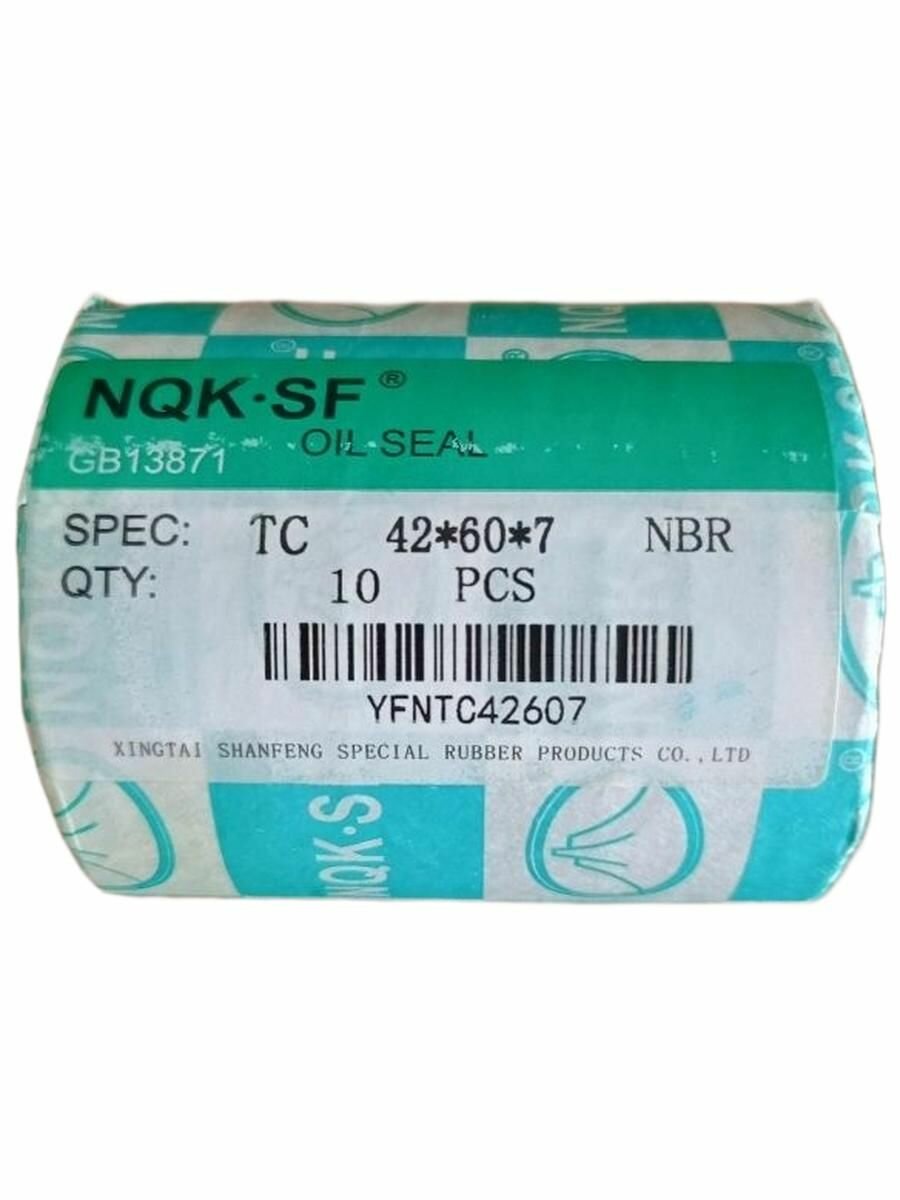 NQK·SF®
OIL SEAL
GB13871
SPEC: TC 42*60*7 NBR
QTY: 10 PCS
YFNTC42607
XINGTAI SHANFENG SPECIAL RUBBER PRODUCTS CO.,LTD
NQK·S